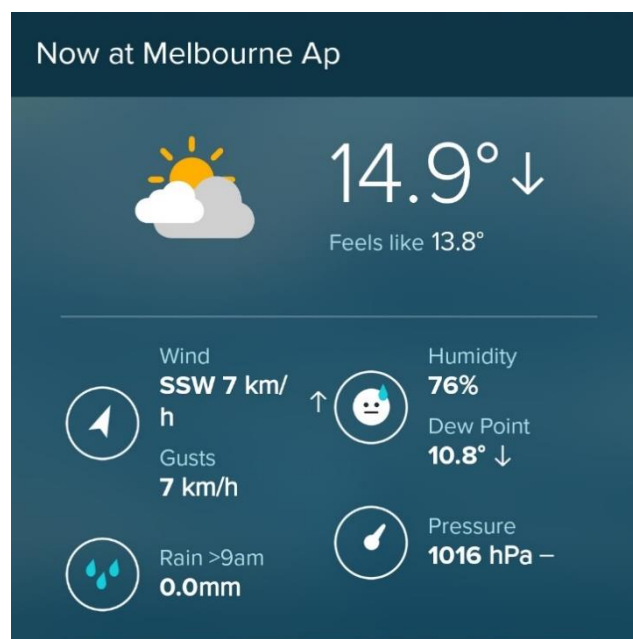 Now at Melbourne Ap
14.9° ↓
Feels like 13.8°
Wind
SSW 7 km/
h
Gusts
7 km/h
↑
Humidity
76%
Dew Point
10.8° ↓
Rain >9am
0.0mm
Pressure
1016 hPa –